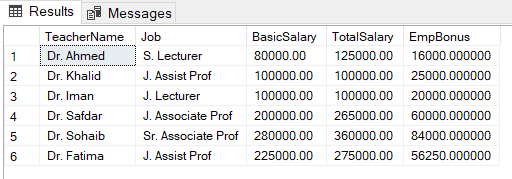 Results Messages
TeacherName Job BasicSalary TotalSalary EmpBonus
1 Dr. Ahmed S. Lecturer 80000.00 125000.00 16000.000000
2 Dr. Khalid J. Assist Prof 100000.00 100000.00 25000.000000
3 Dr. Iman J. Lecturer 100000.00 100000.00 20000.000000
4 Dr. Safdar J. Associate Prof 200000.00 265000.00 60000.000000
5 Dr. Sohaib Sr. Associate Prof 280000.00 360000.00 84000.000000
6 Dr. Fatima J. Assist Prof 225000.00 275000.00 56250.000000